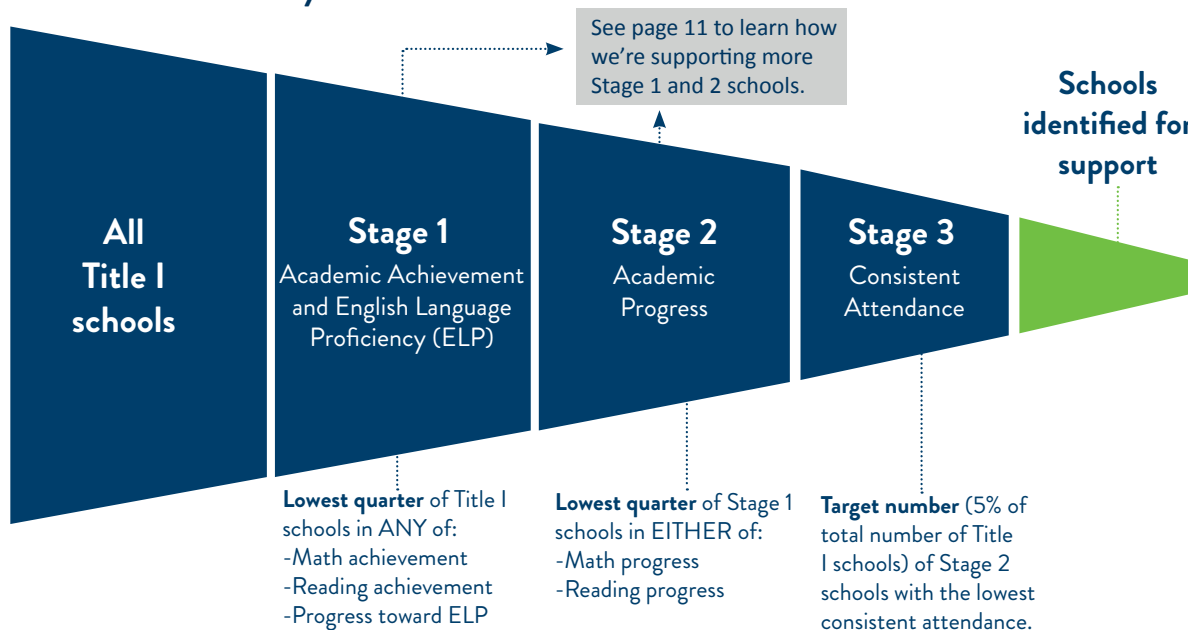 See page 11 to learn how
we're supporting more
Stage 1 and 2 schools.
Schools
identified for
support
All
Title I
schools
Stage 1
Academic Achievement
and English Language
Proficiency (ELP)
Stage 2
Academic
Progress
Stage 3
Consistent
Attendance
Lowest quarter of Title I
schools in ANY of:
-Math achievement
-Reading achievement
-Progress toward ELP
Lowest quarter of Stage 1
schools in EITHER of:
-Math progress
-Reading progress
Target number (5% of
total number of Title
I schools) of Stage 2
schools with the lowest
consistent attendance.